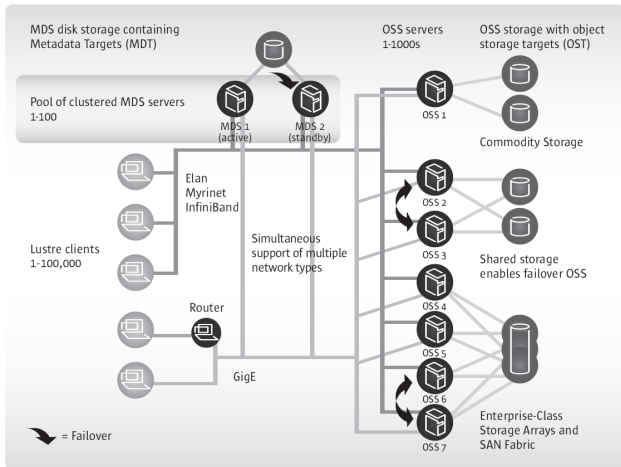 MDS disk storage containing
Metadata Targets (MDT)
OSS servers
1-1000s
OSS storage with object
storage targets (OST)
Pool of clustered MDS servers
1-100
MDS 1
(active)
MDS 2
(standby)
OSS 1
Commodity Storage
Elan
Myrinet
InfiniBand
OSS 2
Lustre clients
1-100,000
Simultaneous
support of multiple
network types
OSS 3
Shared storage
enables failover OSS
Router
OSS 4
OSS 5
GigE
OSS 6
Enterprise-Class
Storage Arrays and
SAN Fabric
= Failover
OSS 7